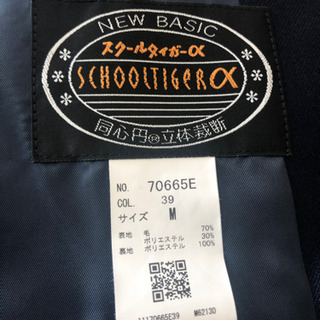 NEW BASIC
スクールタイガーα
SCHOOLTIGERα
同心円®立体裁断
NO. 70665E
COL. 39
サイズ M
表地 毛 70%
ポリエステル 30%
裏地 ポリエステル 100%
11170665E39 M62130